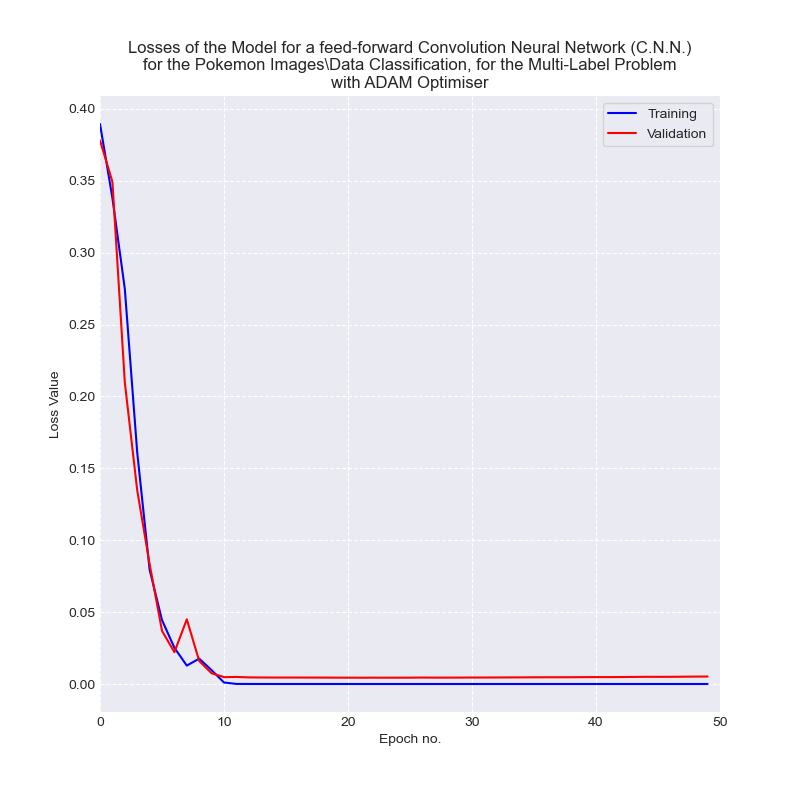 Losses of the Model for a feed-forward Convolution Neural Network (C.N.N.)
for the Pokemon Images\Data Classification, for the Multi-Label Problem
with ADAM Optimiser
Training
Validation
0.40
0.35
0.30
0.25
0.20
0.15
0.10
0.05
0.00
Loss Value
0 10 20 30 40 50
Epoch no.